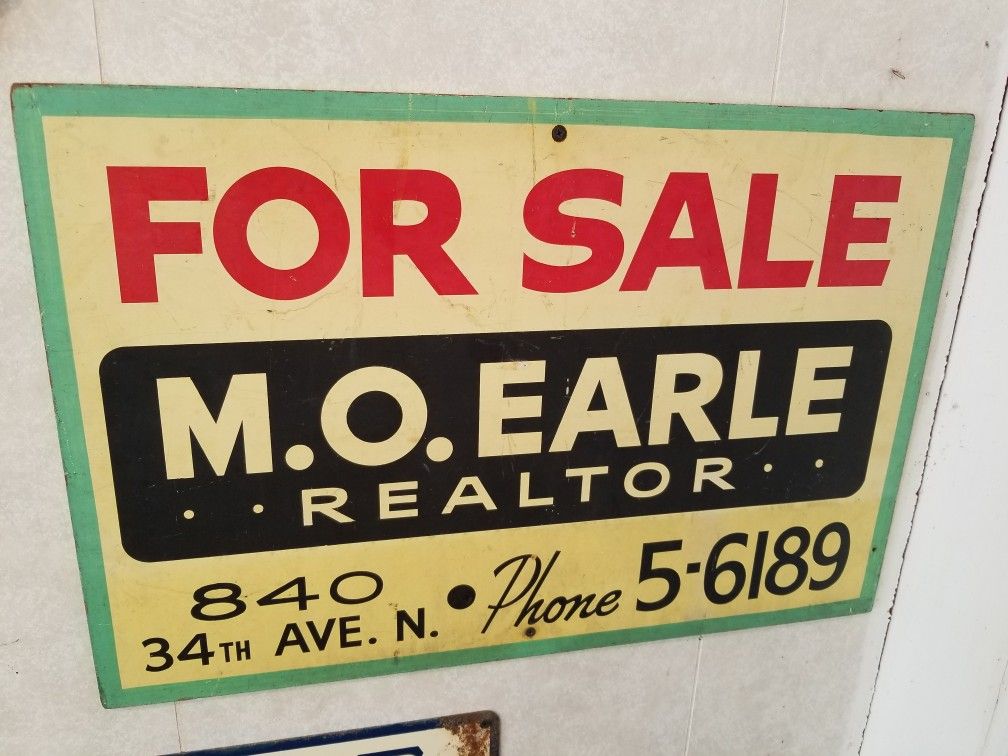 FOR SALE
M.O. EARLE
·· REALTOR ··
840
34TH AVE. N. • Phone 5-6189